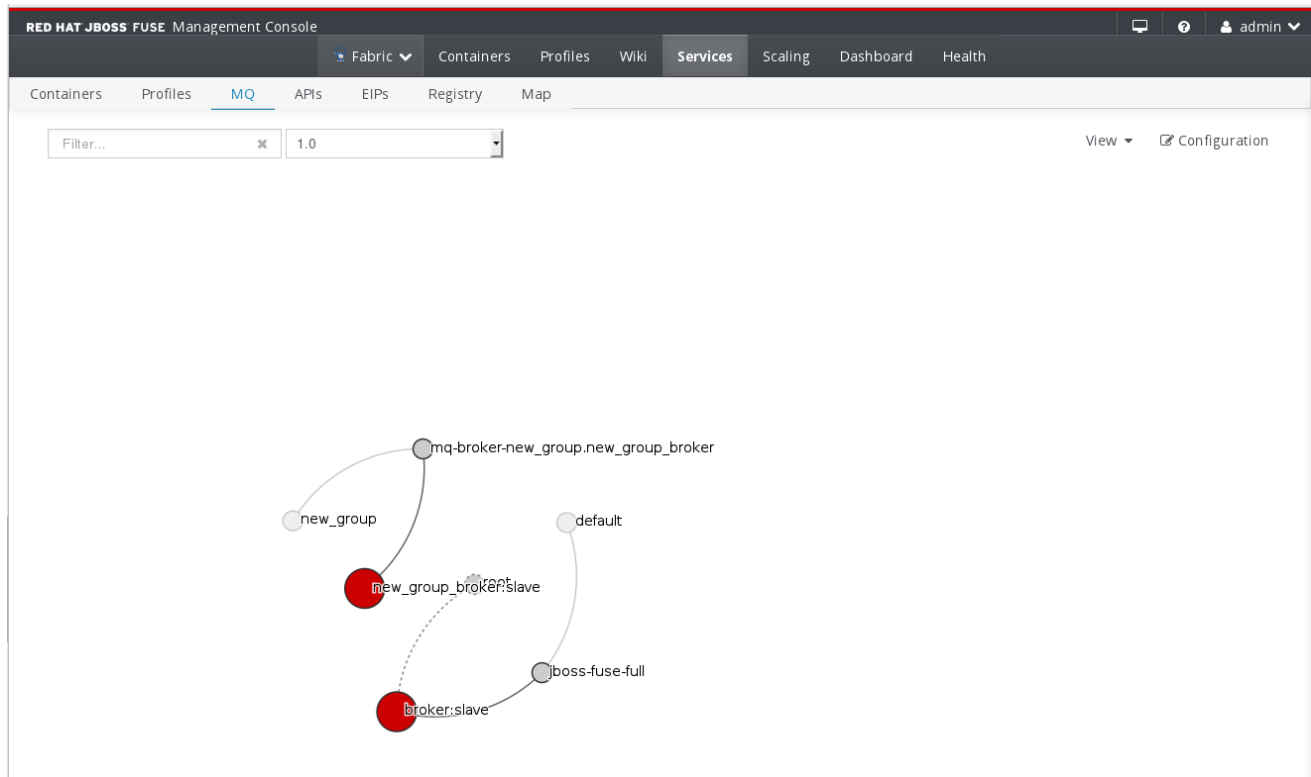 RED HAT JBOSS FUSE Management Console
admin
Fabric Containers Profiles Wiki Services Scaling Dashboard Health
Containers Profiles MQ APIs EIPs Registry Map
Filter... 1.0 View Configuration
mq-broker-new_group.new_group_broker
new_group
default
root
new_group_broker:slave
jboss-fuse-full
broker:slave